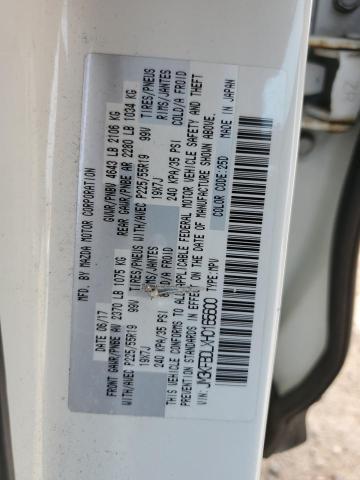 MFD. BY MAZDA MOTOR CORPORATION
DATE 06/17 GVWR/PNBV 4643 LB 2106 KG
FRONT GAWR/PNBE AV 2370 LB 1075 KG REAR GAWR/PNBE AR 2280 LB 1034 KG
WITH/AVEC P225/55R19 99V TIRES/PNEUS WITH/AVEC P225/55R19 99V TIRES/PNEUS
19X7J RIMS/JANTES 19X7J RIMS/JANTES
240 KPA/35 PSI COLD/A FROID 240 KPA/35 PSI COLD/A FROID
THIS VEHICLE CONFORMS TO ALL APPLICABLE FEDERAL MOTOR VEHICLE SAFETY AND THEFT
PREVENTION STANDARDS IN EFFECT ON THE DATE OF MANUFACTURE SHOWN ABOVE.
TYPE: MPV COLOR CODE: 25D MADE IN JAPAN
VIN: